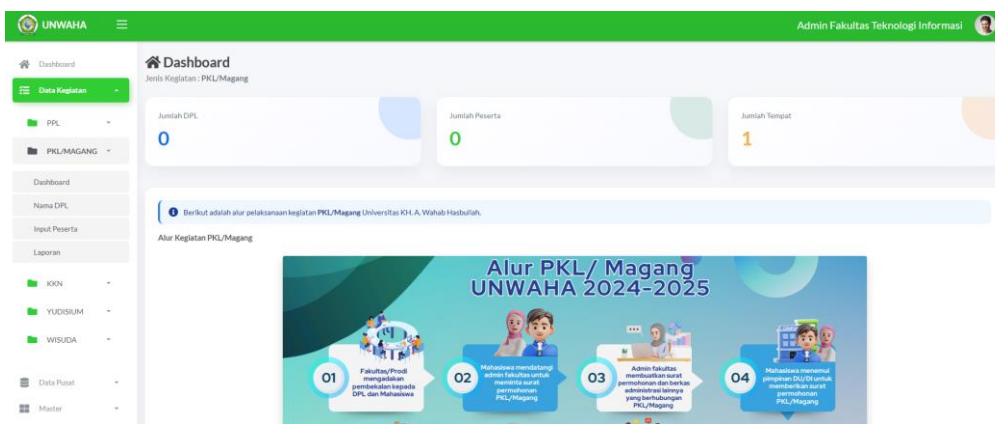 UNWAHA
Admin Fakultas Teknologi Informasi
Dashboard
Data Kegiatan
PPL
PKL/MAGANG
Dashboard
Nama DPL
Input Peserta
Laporan
KKN
YUDISIUM
WISUDA
Data Pusat
Master
Dashboard
Jenis Kegiatan : PKL/Magang
Jumlah DPL
0
Jumlah Peserta
0
Jumlah Tempat
1
Berikut adalah alur pelaksanaan kegiatan PKL/Magang Universitas KH. A. Wahab Hasbullah.
Alur Kegiatan PKL/Magang
Alur PKL/ Magang
UNWAHA 2024-2025
01
Fakultas/Prodi
mengadakan
pembekalan kepada
DPL dan Mahasiswa
02
Mahasiswa mendatangi
admin fakultas untuk
meminta surat
permohonan
PKL/Magang
03
Admin fakultas
membuatkan surat
permohonan dan berkas
administrasi lainnya
yang berhubungan
PKL/Magang
04
Mahasiswa menemui
pimpinan DU/DI untuk
memberikan surat
permohonan
PKL/Magang